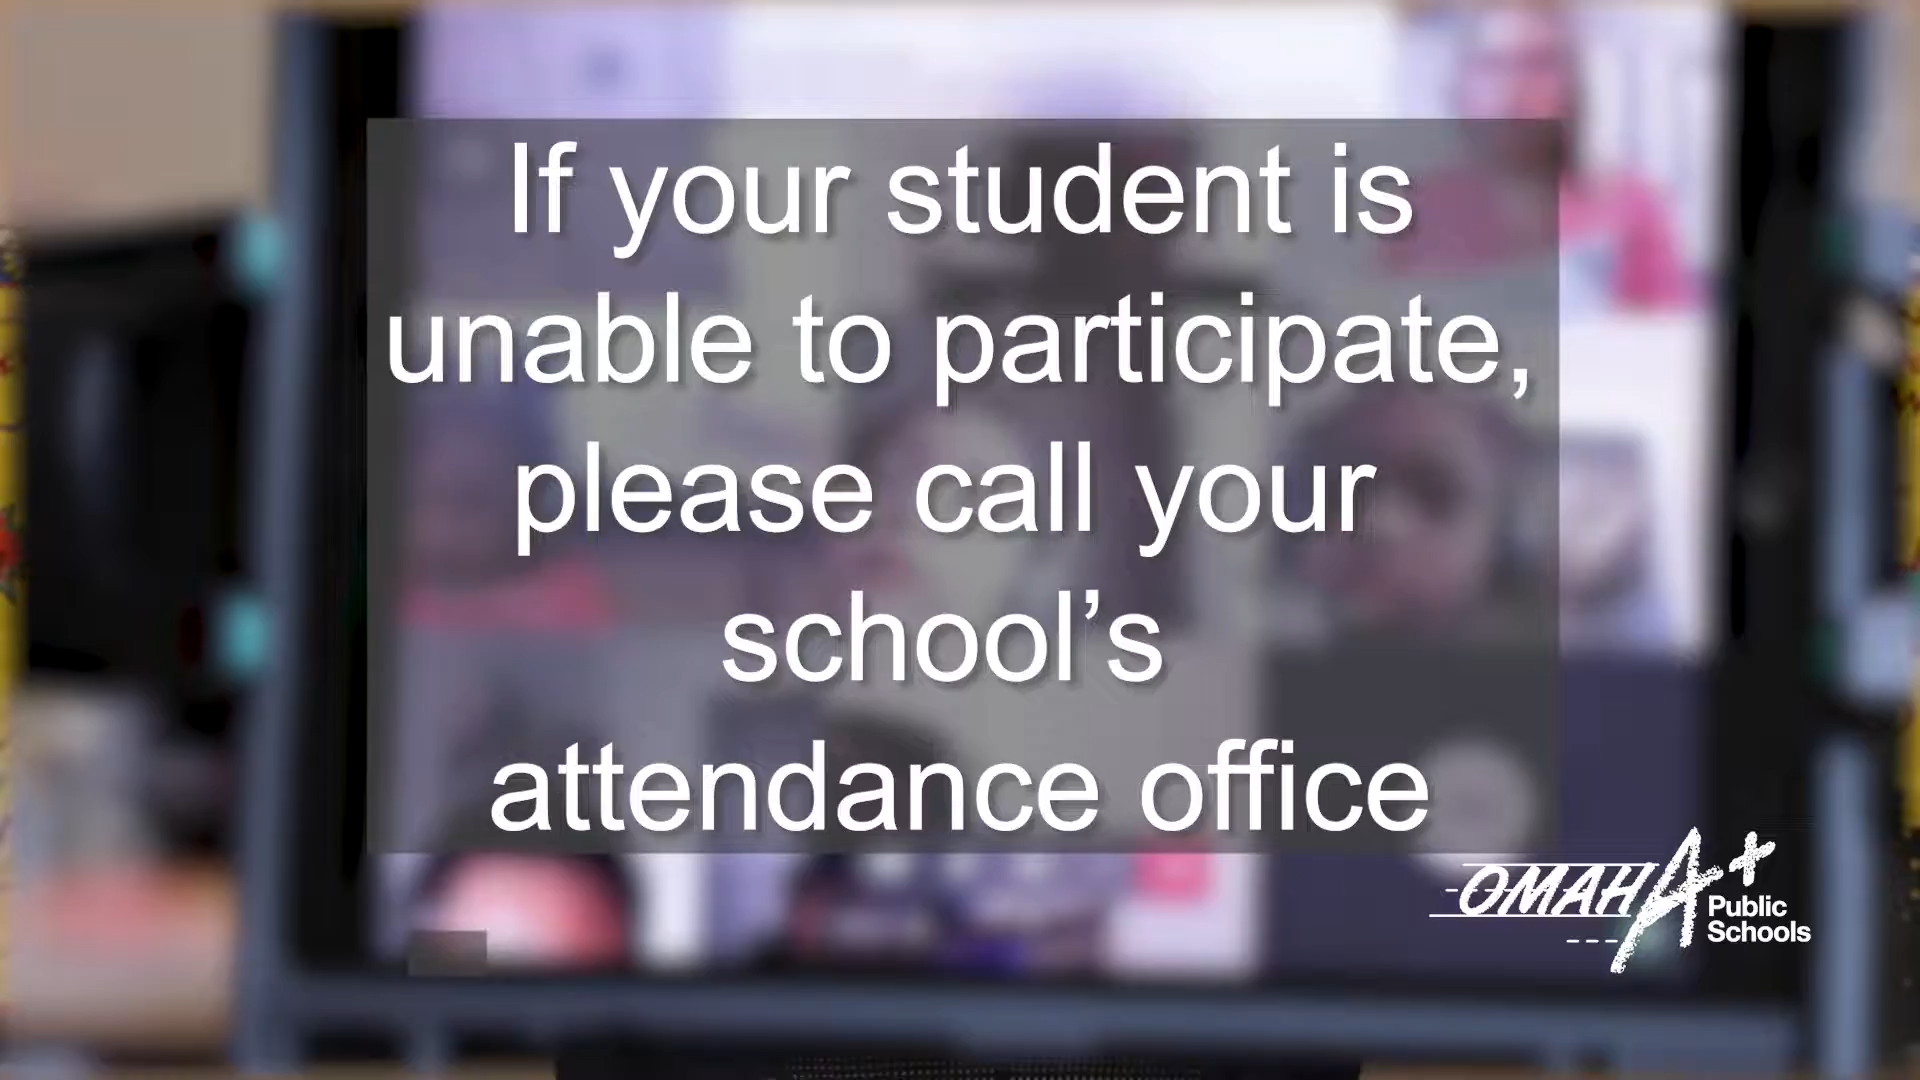 If your student is
unable to participate,
please call your
school’s
attendance office
OMAHA+
Public
Schools